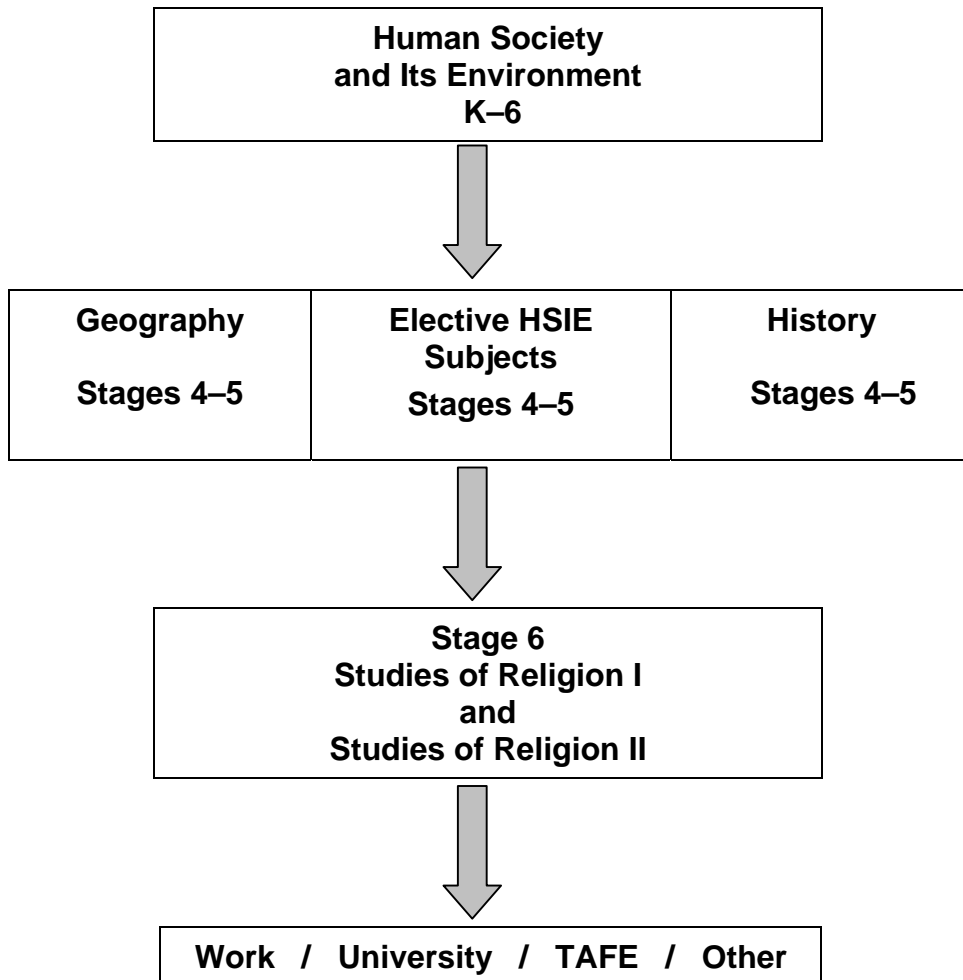 Human Society
and Its Environment
K–6
Geography
Stages 4–5
Elective HSIE
Subjects
Stages 4–5
History
Stages 4–5
Stage 6
Studies of Religion I
and
Studies of Religion II
Work / University / TAFE / Other